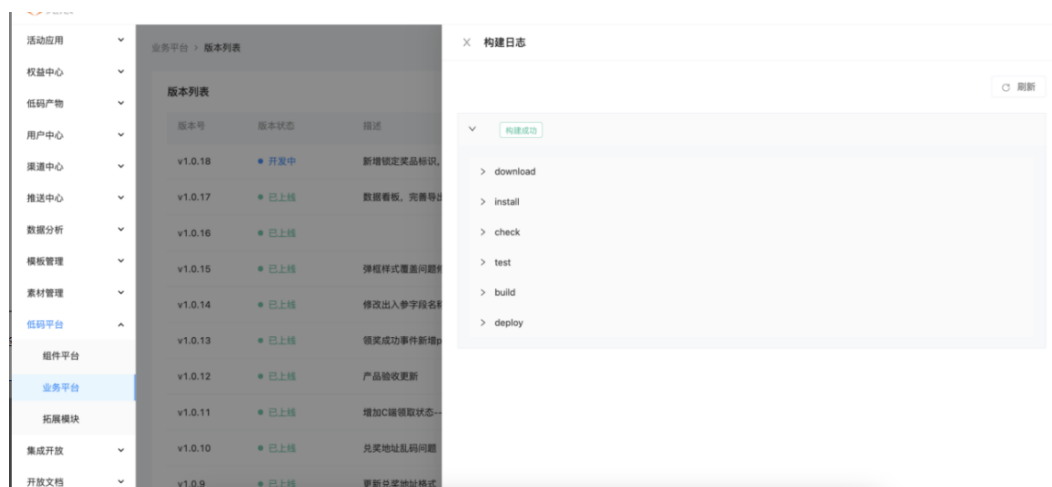 活动应用
权益中心
低码产物
用户中心
渠道中心
推送中心
数据分析
模板管理
素材管理
低码平台
组件平台
业务平台
拓展模块
集成开放
开放文档
业务平台 > 版本列表
版本列表
版本号 版本状态 描述
v1.0.18 开发中 新增锁定奖品标识,
v1.0.17 已上线 数据看板,完善导出
v1.0.16 已上线
v1.0.15 已上线 弹框样式覆盖问题
v1.0.14 已上线 修改出入参字段名称
v1.0.13 已上线 领奖成功事件新增p
v1.0.12 已上线 产品验收更新
v1.0.11 已上线 增加C端领取状态--
v1.0.10 已上线 兑奖地址乱码问题
v1.0.9 已上线 更新兑奖地址格式
构建日志
刷新
构建成功
download
install
check
test
build
deploy